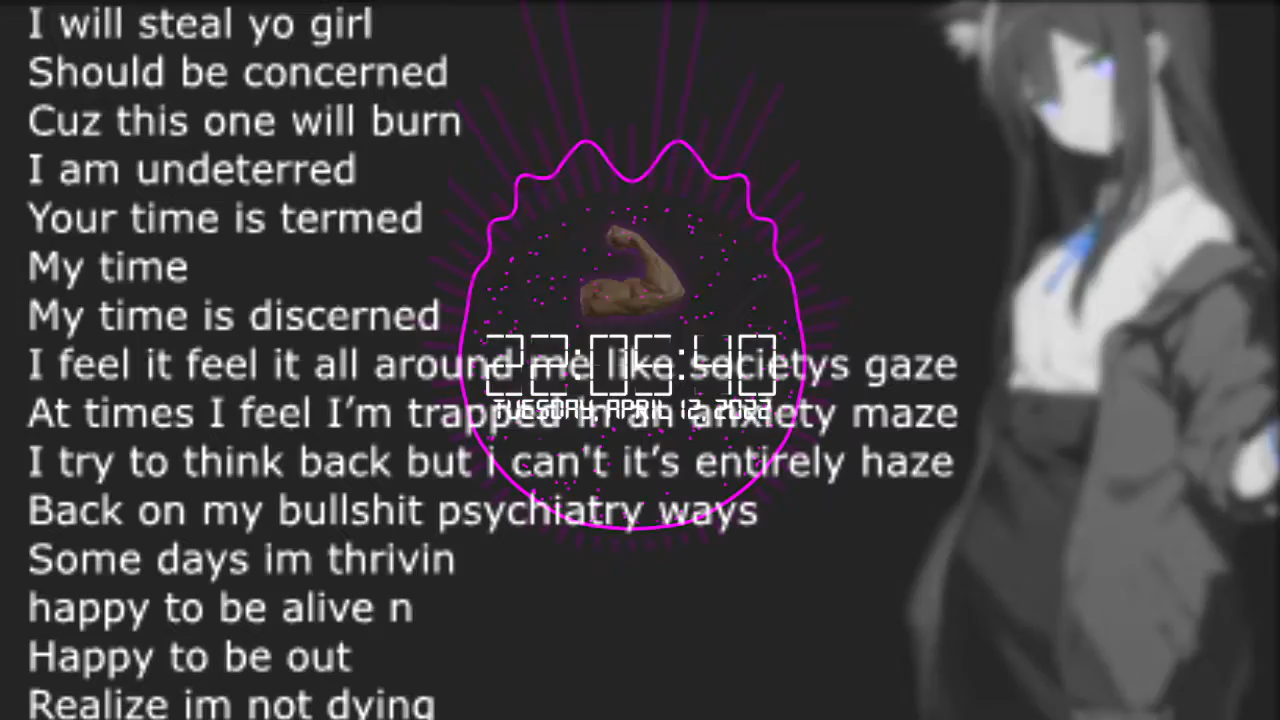 I will steal yo girl
Should be concerned
Cuz this one will burn
I am undeterred
Your time is termed
My time
My time is discerned
I feel it feel it all around me like societys gaze
22:05:40
At times I feel I’m trapped in an anxiety maze
TUESDAY, APRIL 12, 2022
I try to think back but i can't it’s entirely haze
Back on my bullshit psychiatry ways
Some days im thrivin
happy to be alive n
Happy to be out
Realize im not dying